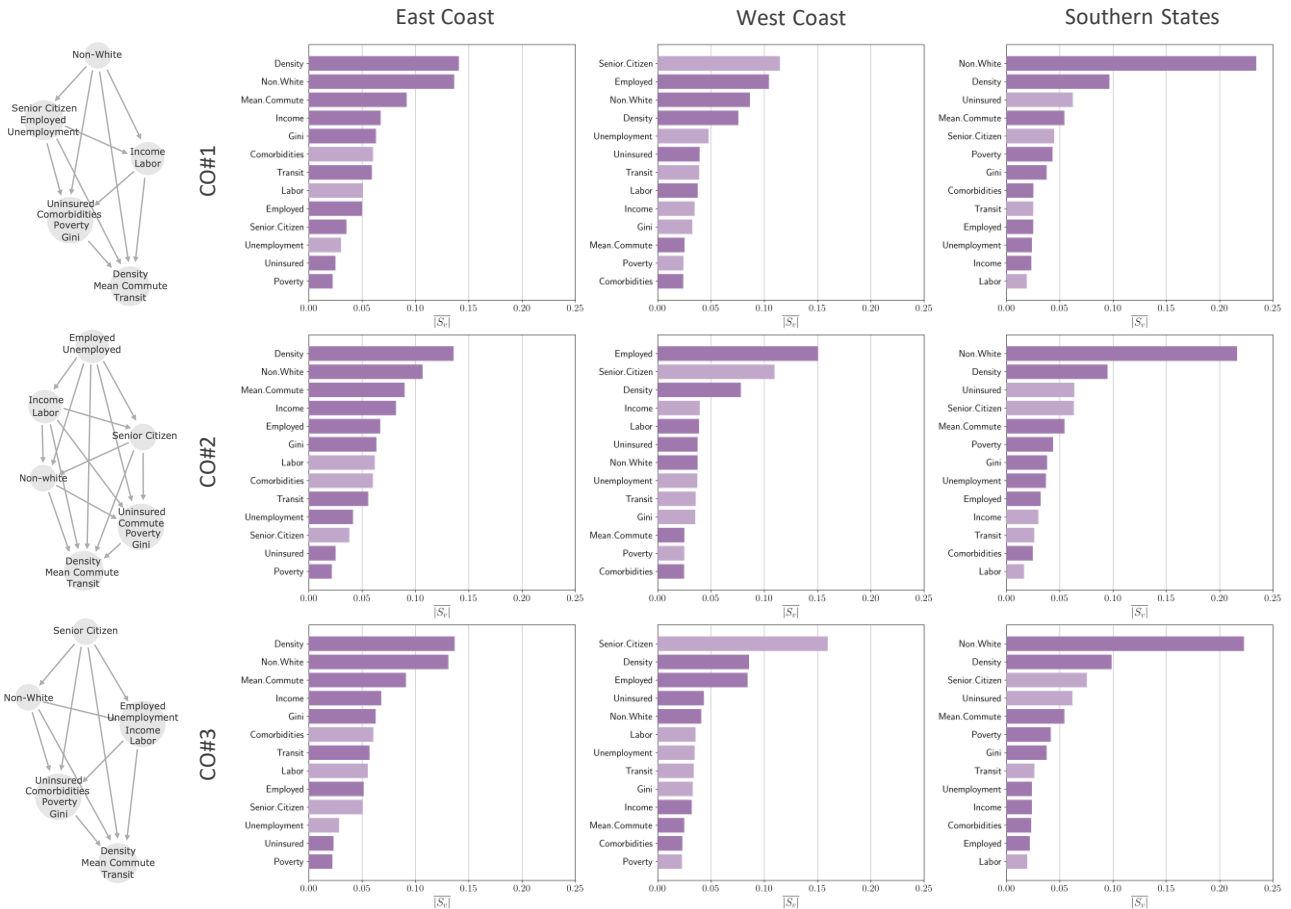 East Coast
West Coast
Southern States
CO#1
Non-White
Senior Citizen
Employed
Unemployment
Income
Labor
Uninsured
Comorbidities
Poverty
Gini
Density
Mean Commute
Transit
Density
Non.White
Mean.Commute
Income
Gini
Comorbidities
Transit
Labor
Employed
Senior.Citizen
Unemployment
Uninsured
Poverty
0.00 0.05 0.10 0.15 0.20 0.25
|S_v|
Senior.Citizen
Employed
Non.White
Density
Unemployment
Uninsured
Transit
Labor
Income
Gini
Mean.Commute
Poverty
Comorbidities
0.00 0.05 0.10 0.15 0.20 0.25
|S_v|
Non.White
Density
Uninsured
Mean.Commute
Senior.Citizen
Poverty
Gini
Comorbidities
Transit
Employed
Unemployment
Income
Labor
0.00 0.05 0.10 0.15 0.20 0.25
|S_v|
CO#2
Employed
Unemployed
Income
Labor
Senior Citizen
Non-white
Uninsured
Commute
Poverty
Gini
Density
Mean Commute
Transit
Density
Non.White
Mean.Commute
Income
Employed
Gini
Labor
Comorbidities
Transit
Unemployment
Senior.Citizen
Uninsured
Poverty
0.00 0.05 0.10 0.15 0.20 0.25
|S_v|
Employed
Senior.Citizen
Density
Income
Labor
Uninsured
Non.White
Unemployment
Transit
Gini
Mean.Commute
Poverty
Comorbidities
0.00 0.05 0.10 0.15 0.20 0.25
|S_v|
Non.White
Density
Uninsured
Senior.Citizen
Mean.Commute
Poverty
Gini
Unemployment
Employed
Income
Transit
Comorbidities
Labor
0.00 0.05 0.10 0.15 0.20 0.25
|S_v|
CO#3
Senior Citizen
Non-White
Employed
Unemployment
Income
Labor
Uninsured
Comorbidities
Poverty
Gini
Density
Mean Commute
Transit
Density
Non.White
Mean.Commute
Income
Gini
Comorbidities
Transit
Labor
Employed
Senior.Citizen
Unemployment
Uninsured
Poverty
0.00 0.05 0.10 0.15 0.20 0.25
|S_v|
Senior.Citizen
Density
Employed
Uninsured
Non.White
Labor
Unemployment
Transit
Gini
Income
Mean.Commute
Comorbidities
Poverty
0.00 0.05 0.10 0.15 0.20 0.25
|S_v|
Non.White
Density
Senior.Citizen
Uninsured
Mean.Commute
Poverty
Gini
Transit
Unemployment
Income
Comorbidities
Employed
Labor
0.00 0.05 0.10 0.15 0.20 0.25
|S_v|